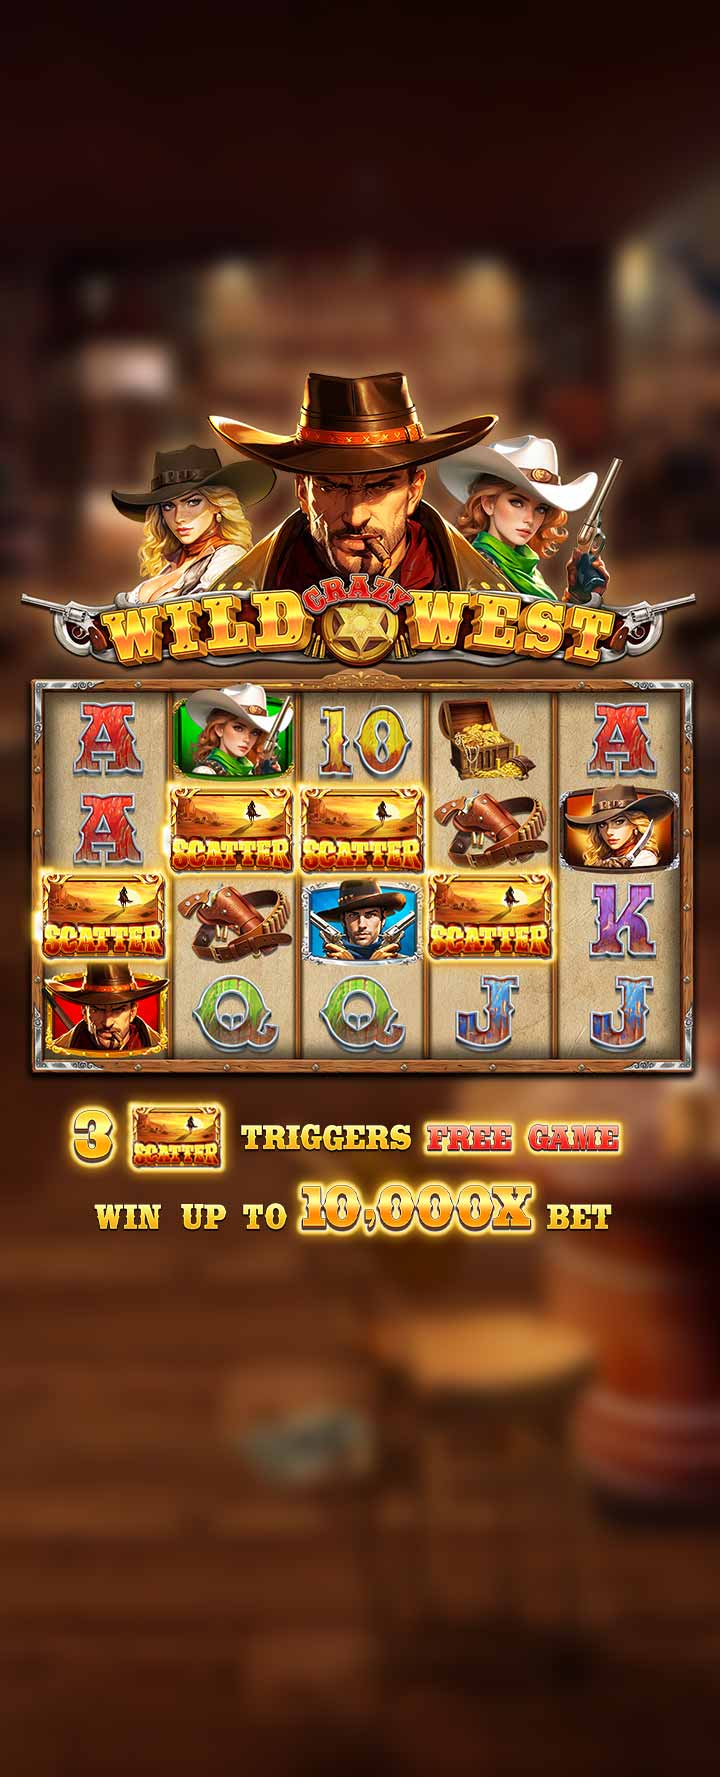 CRAZY
WILD WEST
A 10 A
A SCATTER SCATTER
SCATTER SCATTER K
Q Q J J
3 SCATTER TRIGGERS FREE GAME
WIN UP TO 10,000X BET